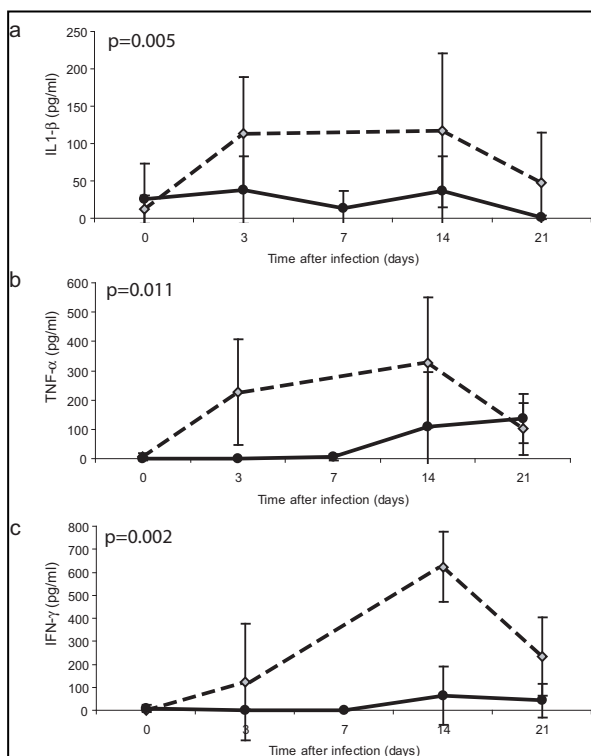 a
p=0.005
IL1-β (pg/ml)
250
200
150
100
50
0
0 3 7 14 21
Time after infection (days)
b
p=0.011
TNF-α (pg/ml)
600
500
400
300
200
100
0
0 3 7 14 21
Time after infection (days)
c
p=0.002
IFN-γ (pg/ml)
800
700
600
500
400
300
200
100
0
0 3 7 14 21
Time after infection (days)